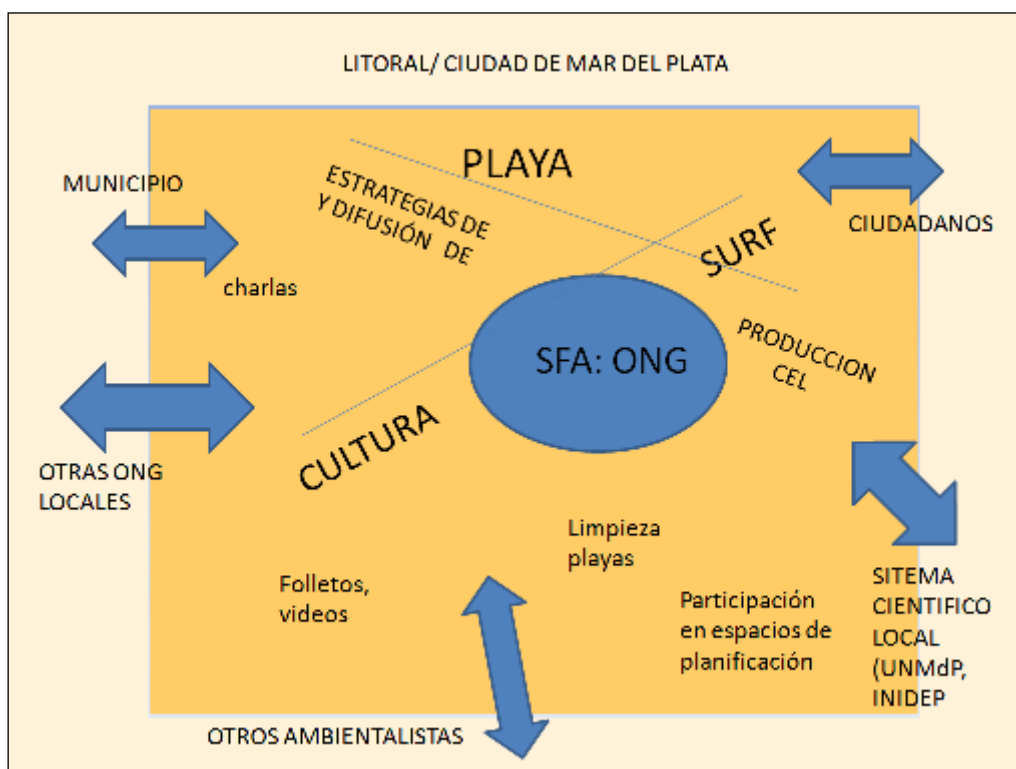 LITORAL/ CIUDAD DE MAR DEL PLATA
PLAYA
MUNICIPIO
ESTRATEGIAS DE
Y DIFUSIÓN DE
SURF
CIUDADANOS
charlas
SFA: ONG
PRODUCCION
CEL
CULTURA
OTRAS ONG
LOCALES
Limpieza
playas
Folletos,
videos
Participación
en espacios de
planificación
SITEMA
CIENTIFICO
LOCAL
(UNMdP,
INIDEP
OTROS AMBIENTALISTAS